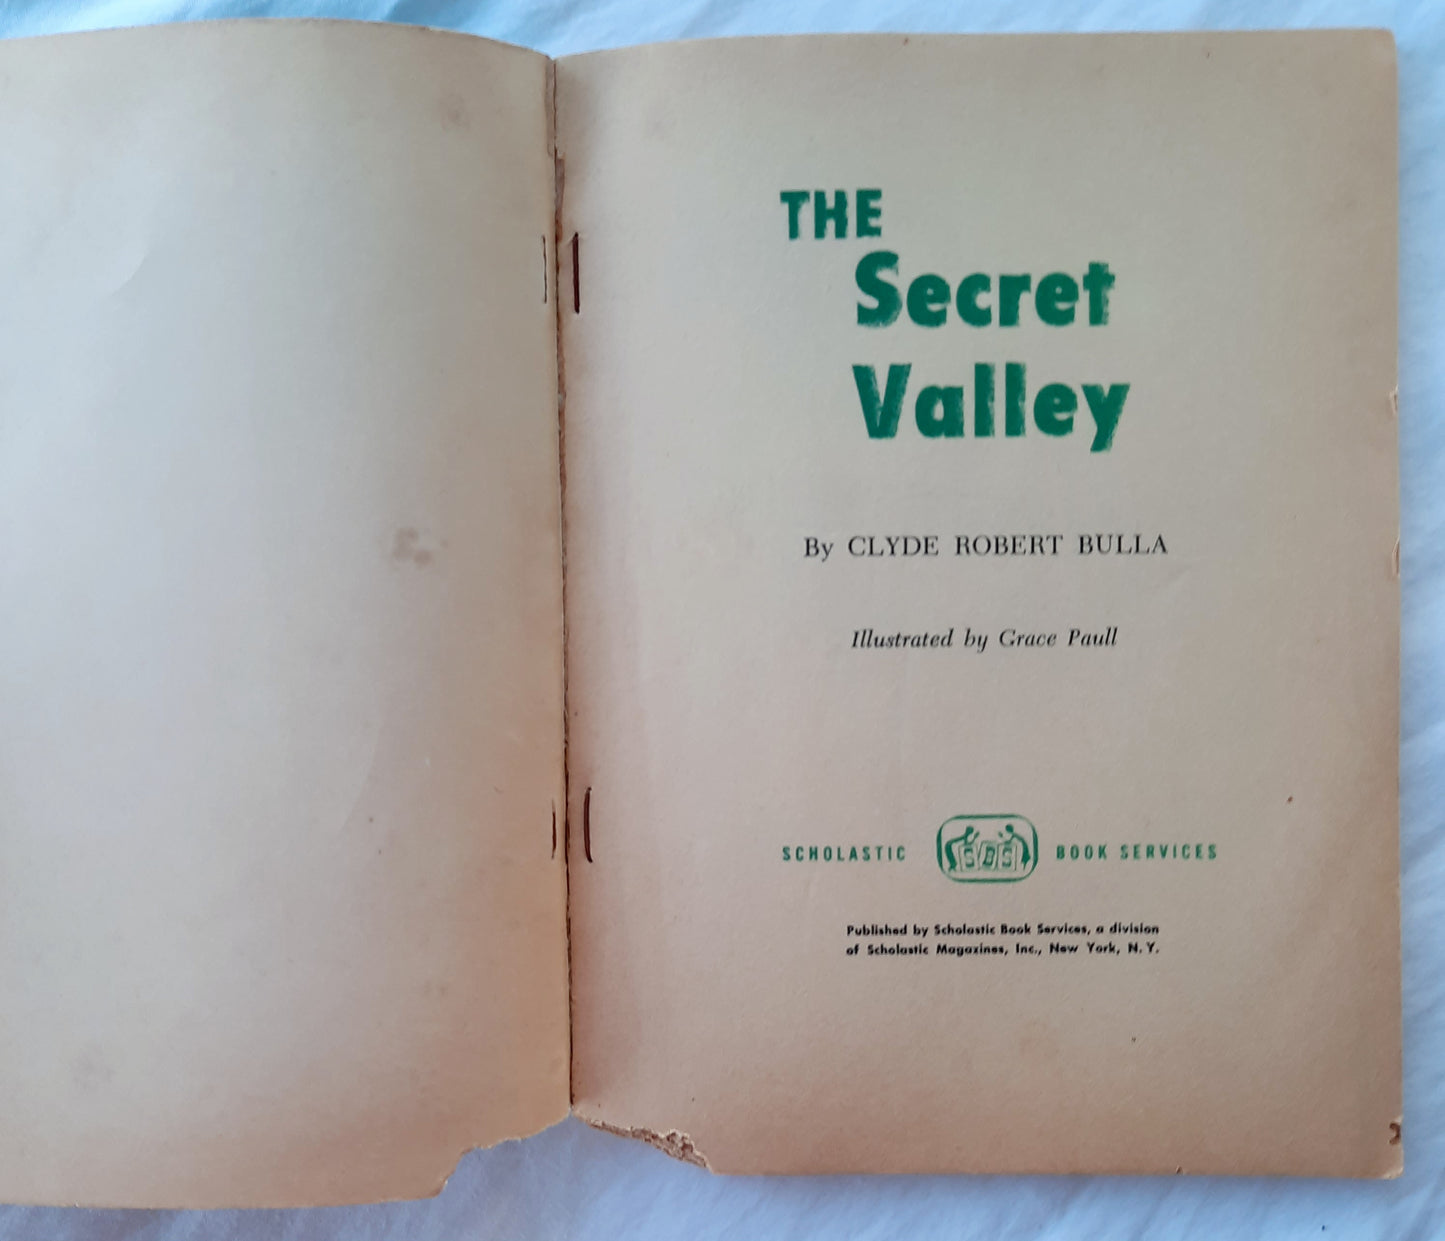 THE
Secret
Valley
By CLYDE ROBERT BULLA
Illustrated by Grace Paull
SCHOLASTIC SBS BOOK SERVICES
Published by Scholastic Book Services, a division
of Scholastic Magazines, Inc., New York, N. Y.